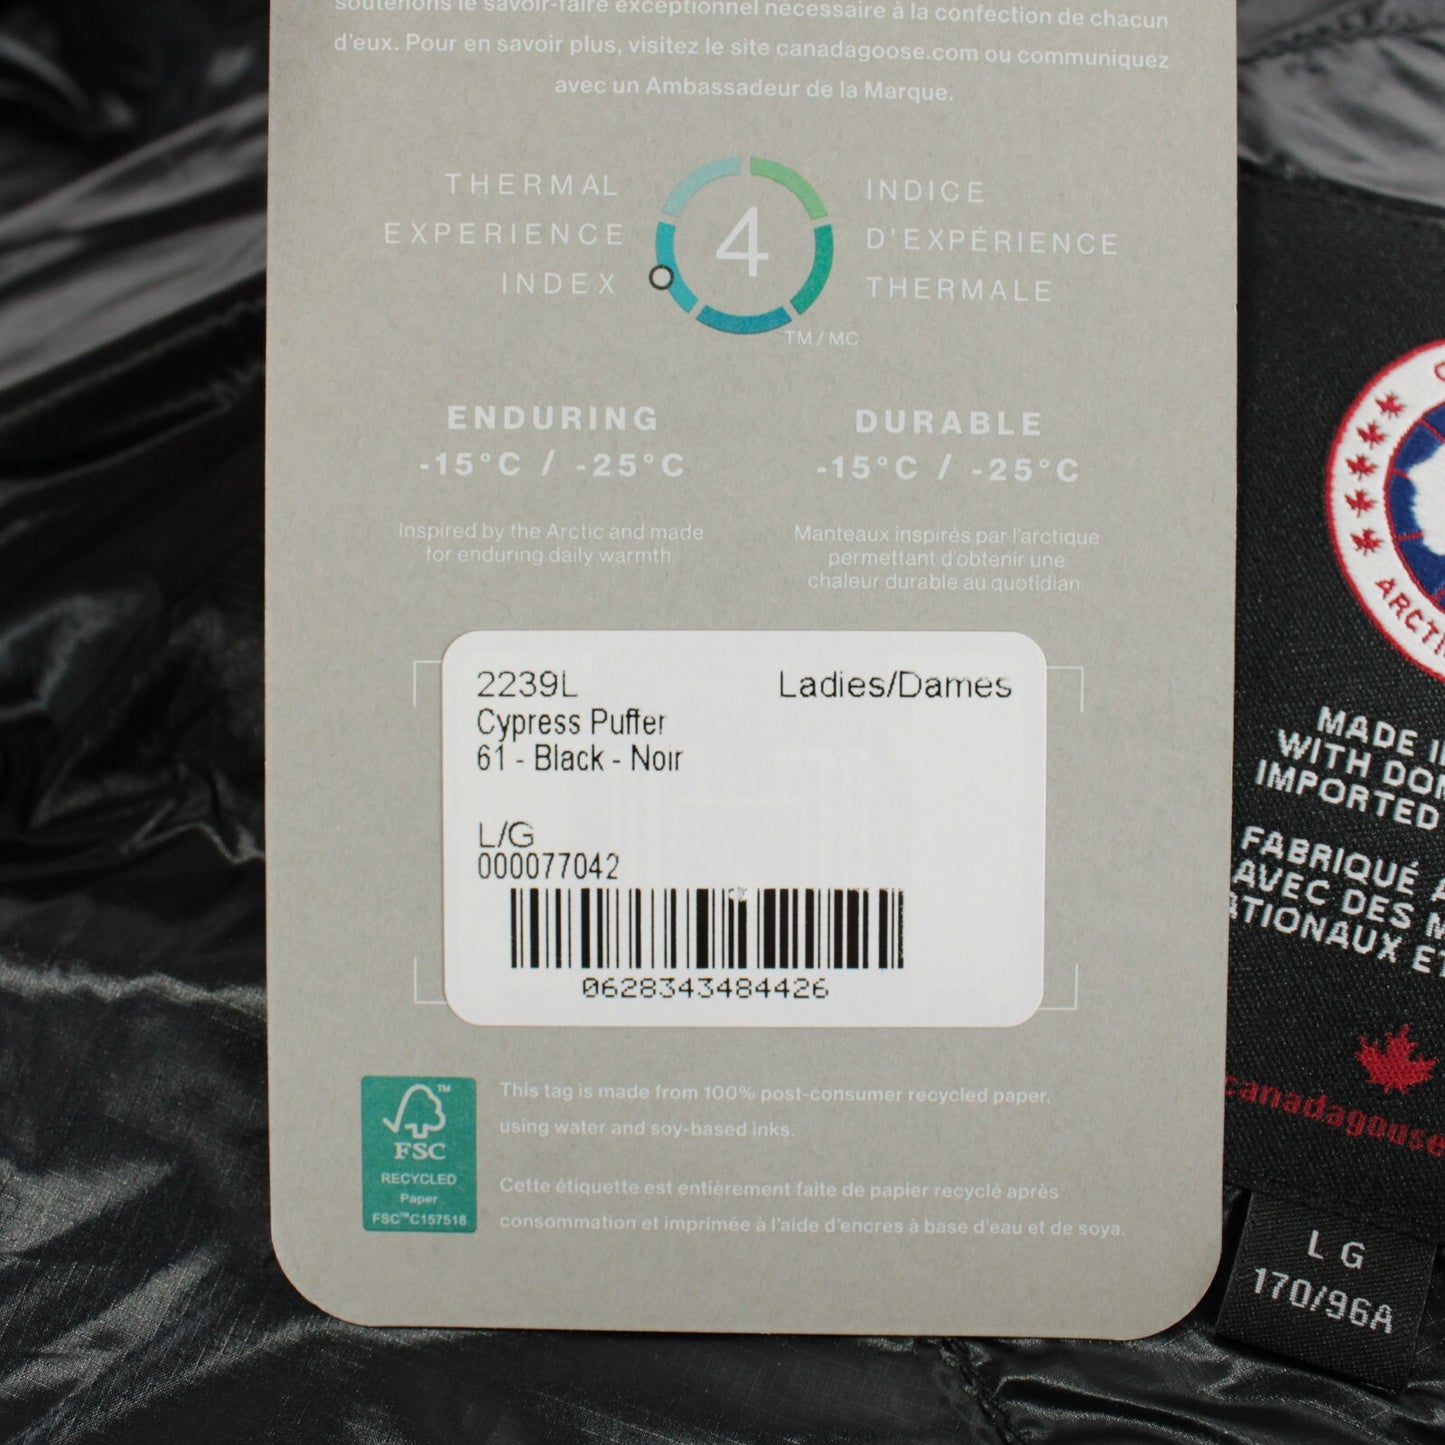 soutenons le savoir-faire exceptionnel nécessaire à la confection de chacun
d'eux. Pour en savoir plus, visitez le site canadagoose.com ou communiquez
avec un Ambassadeur de la Marque.
THERMAL
EXPERIENCE
INDEX
4
INDICE
D'EXPÉRIENCE
THERMALE
TM/MC
ENDURING
-15°C / -25°C
Inspired by the Arctic and made
for enduring daily warmth.
DURABLE
-15°C / -25°C
Manteaux inspirés par l'arctique
permettant d'obtenir une
chaleur durable au quotidian
2239L Ladies/Dames
Cypress Puffer
61 - Black - Noir
L/G
000077042
0628343484426
FSC™
RECYCLED
Paper
FSC™C157518
This tag is made from 100% post-consumer recycled paper,
using water and soy-based inks.
Cette étiquette est entièrement faite de papier recyclé après
consommation et imprimée à l'aide d'encres à base d'eau et de soya.
MADE
WITH
IMPORTED
FABRIQUÉ
AVEC DES
canadagoose
L G
170/96A